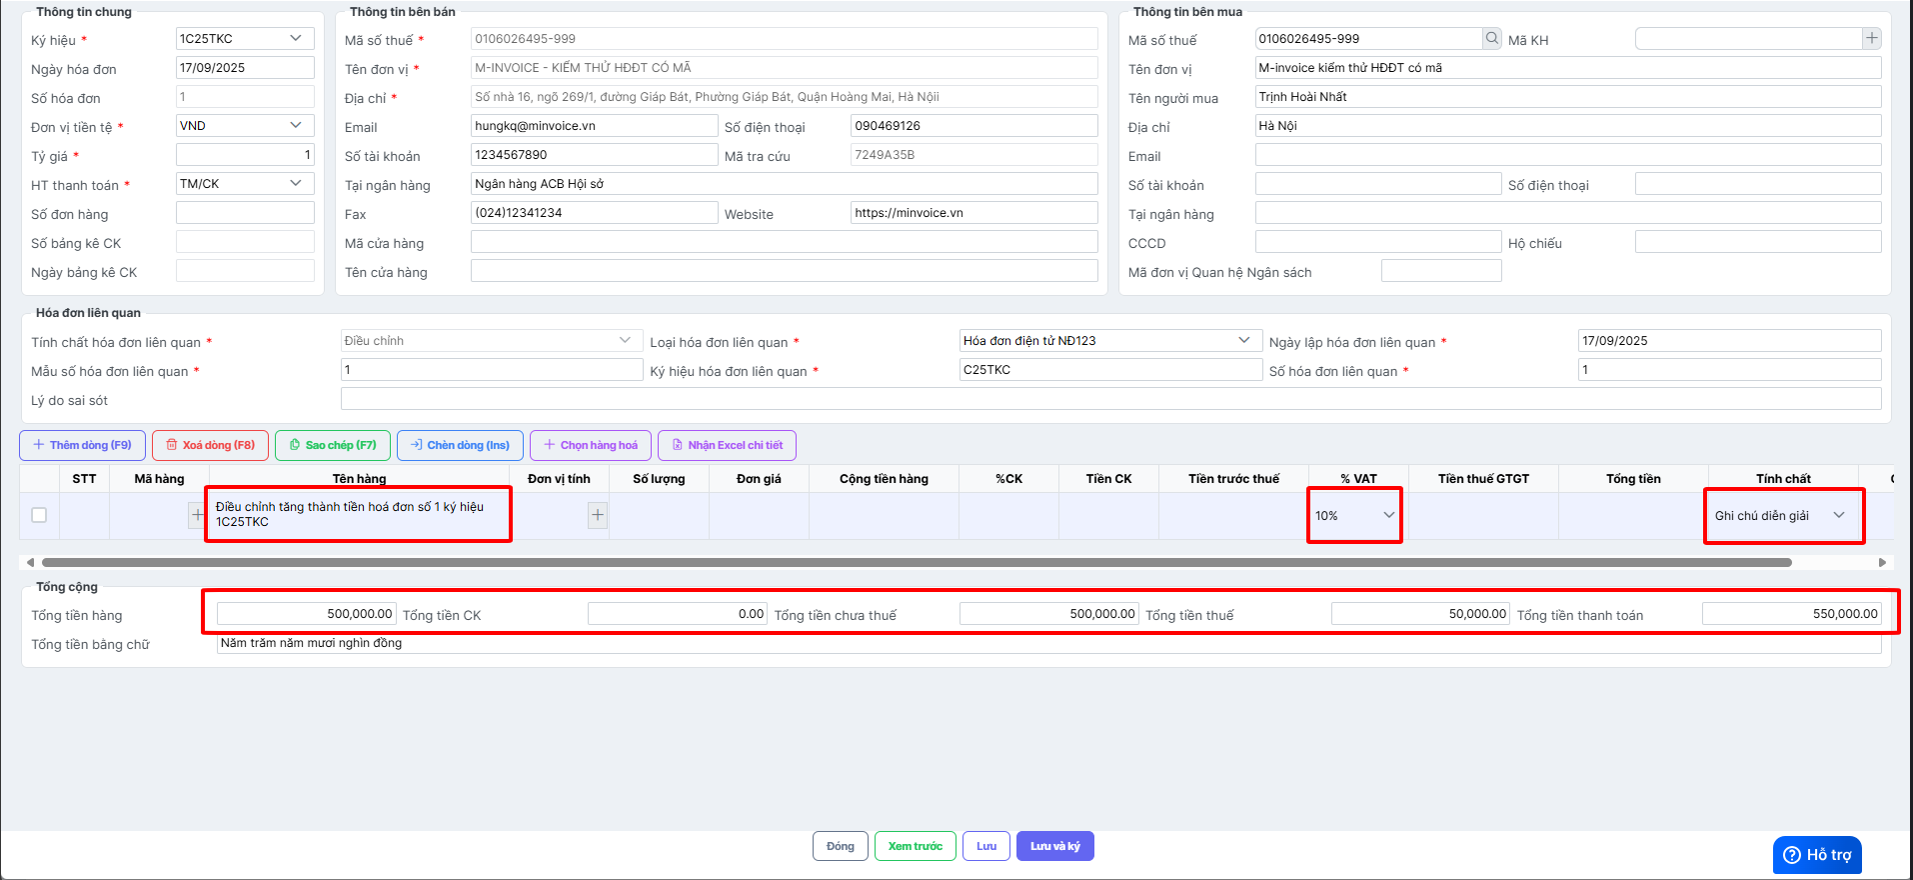 Thông tin chung
Ký hiệu * 1C25TKC
Ngày hóa đơn 17/09/2025
Số hóa đơn 1
Đơn vị tiền tệ * VND
Tỷ giá * 1
HT thanh toán * TM/CK
Số đơn hàng
Số bảng kê CK
Ngày bảng kê CK
Thông tin bên bán
Mã số thuế * 0106026495-999
Tên đơn vị * M-INVOICE - KIỂM THỬ HĐĐT CÓ MÃ
Địa chỉ * Số nhà 16, ngõ 269/1, đường Giáp Bát, Phường Giáp Bát, Quận Hoàng Mai, Hà Nộii
Email hungkq@minvoice.vn Số điện thoại 090469126
Số tài khoản 1234567890 Mã tra cứu 7249A35B
Tại ngân hàng Ngân hàng ACB Hội sở
Fax (024)12341234 Website https://minvoice.vn
Mã cửa hàng
Tên cửa hàng
Thông tin bên mua
Mã số thuế 0106026495-999 Mã KH
Tên đơn vị M-invoice kiểm thử HĐĐT có mã
Tên người mua Trịnh Hoài Nhất
Địa chỉ Hà Nội
Email
Số tài khoản Số điện thoại
Tại ngân hàng
CCCD Hộ chiếu
Mã đơn vị Quan hệ Ngân sách
Hóa đơn liên quan
Tính chất hóa đơn liên quan * Điều chỉnh Loại hóa đơn liên quan * Hóa đơn điện tử NĐ123 Ngày lập hóa đơn liên quan * 17/09/2025
Mẫu số hóa đơn liên quan * 1 Ký hiệu hóa đơn liên quan * C25TKC Số hóa đơn liên quan * 1
Lý do sai sót
Thêm dòng (F9) Xoá dòng (F8) Sao chép (F7) Chèn dòng (Ins) Chọn hàng hoá Nhận Excel chi tiết
STT Mã hàng Tên hàng Đơn vị tính Số lượng Đơn giá Cộng tiền hàng %CK Tiền CK Tiền trước thuế % VAT Tiền thuế GTGT Tổng tiền Tính chất
Điều chỉnh tăng thành tiền hoá đơn số 1 ký hiệu
1C25TKC
10% Ghi chú diễn giải
Tổng cộng
Tổng tiền hàng 500,000.00 Tổng tiền CK 0.00 Tổng tiền chưa thuế 500,000.00 Tổng tiền thuế 50,000.00 Tổng tiền thanh toán 550,000.00
Tổng tiền bằng chữ Năm trăm năm mươi nghìn đồng
Đóng Xem trước Lưu Lưu và ký
Hỗ trợ